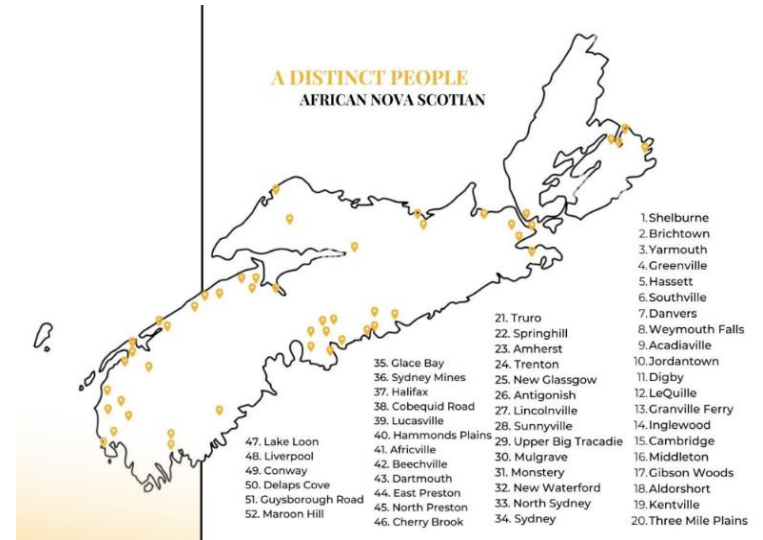 A DISTINCT PEOPLE
AFRICAN NOVA SCOTIAN
1.Shelburne
2. Brichtown
3. Yarmouth
4. Greenville
5. Hassett
6. Southville
7. Danvers
8. Weymouth Falls
9. Acadiaville
10. Jordantown
11. Digby
12. LeQuille
13. Granville Ferry
14. Inglewood
15. Cambridge
16. Middleton
17. Gibson Woods
18. Aldorshort
19. Kentville
20. Three Mile Plains
21. Truro
22. Springhill
23. Amherst
24. Trenton
25. New Glassgow
26. Antigonish
27. Lincolnville
28. Sunnyville
29. Upper Big Tracadie
30. Mulgrave
31. Monstery
32. New Waterford
33. North Sydney
34. Sydney
35. Glace Bay
36. Sydney Mines
37. Halifax
38. Cobequid Road
39. Lucasville
40. Hammonds Plains
41. Africville
42. Beechville
43. Dartmouth
44. East Preston
45. North Preston
46. Cherry Brook
47. Lake Loon
48. Liverpool
49. Conway
50. Delaps Cove
51. Guysborough Road
52. Maroon Hill